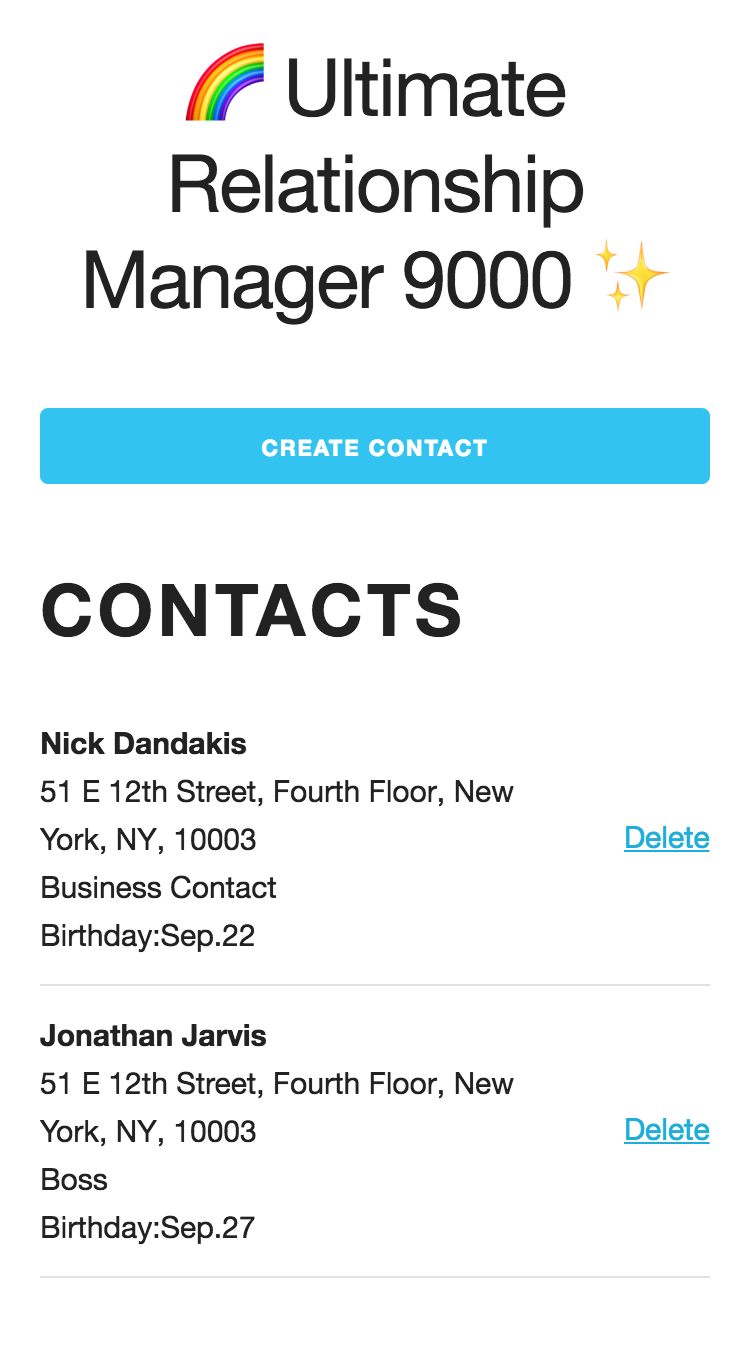 🌈 Ultimate
Relationship
Manager 9000 ✨
CREATE CONTACT
CONTACTS
Nick Dandakis
51 E 12th Street, Fourth Floor, New
York, NY, 10003
Delete
Business Contact
Birthday:Sep.22
Jonathan Jarvis
51 E 12th Street, Fourth Floor, New
York, NY, 10003
Delete
Boss
Birthday:Sep.27